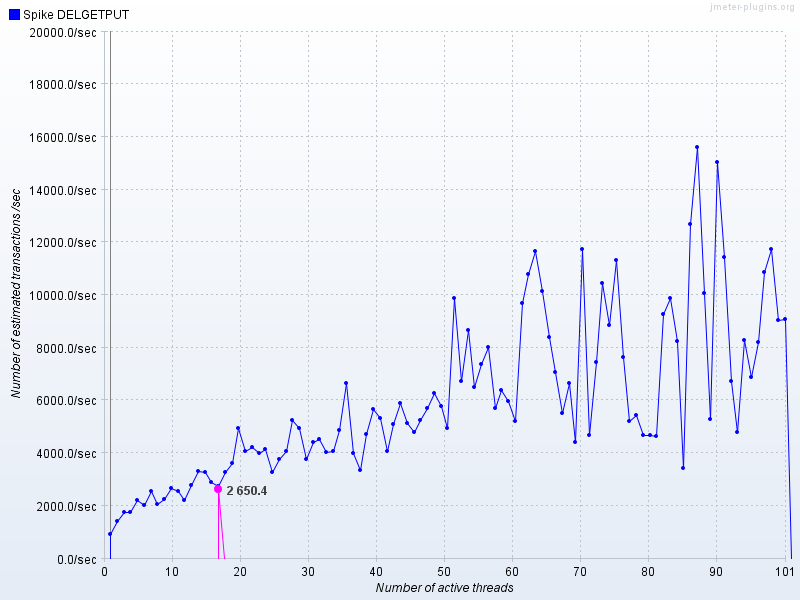 jmeter-plugins.org
Spike DELGETPUT
20000.0/sec
18000.0/sec
16000.0/sec
14000.0/sec
12000.0/sec
10000.0/sec
8000.0/sec
6000.0/sec
4000.0/sec
2000.0/sec
0.0/sec
Number of estimated transactions /sec
2 650.4
0 10 20 30 40 50 60 70 80 90 101
Number of active threads